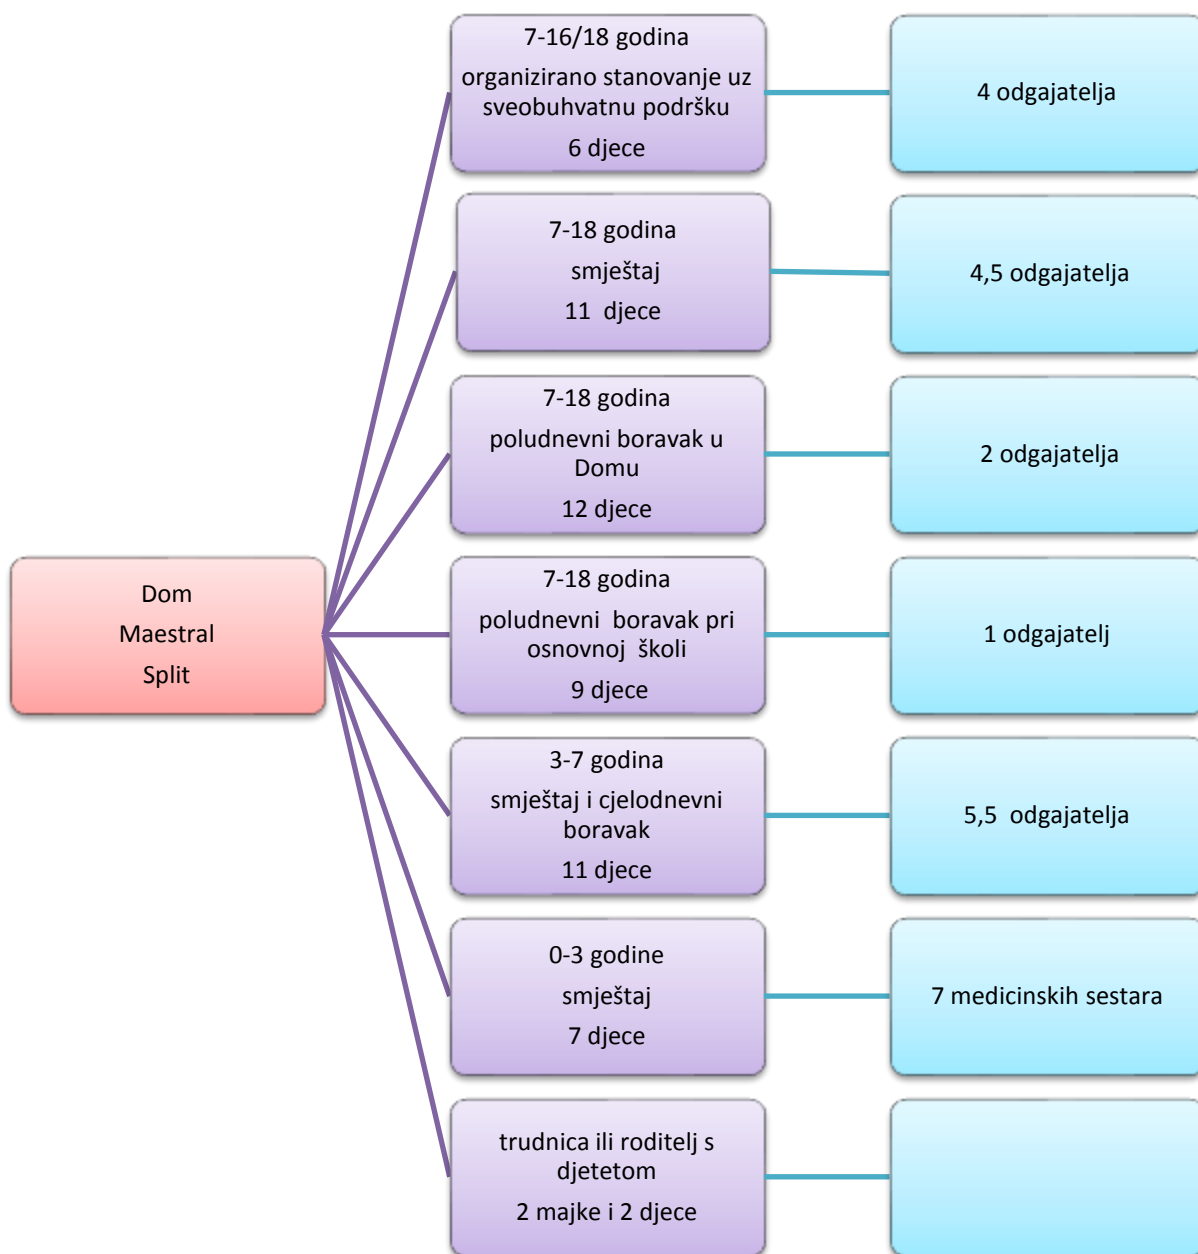 7-16/18 godina
organizirano stanovanje uz
sveobuhvatnu podršku
6 djece
4 odgajatelja
7-18 godina
smještaj
11 djece
4,5 odgajatelja
7-18 godina
poludnevni boravak u
Domu
12 djece
2 odgajatelja
Dom
Maestral
Split
7-18 godina
poludnevni boravak pri
osnovnoj školi
9 djece
1 odgajatelj
3-7 godina
smještaj i cjelodnevni
boravak
11 djece
5,5 odgajatelja
0-3 godine
smještaj
7 djece
7 medicinskih sestara
trudnica ili roditelj s
djetetom
2 majke i 2 djece